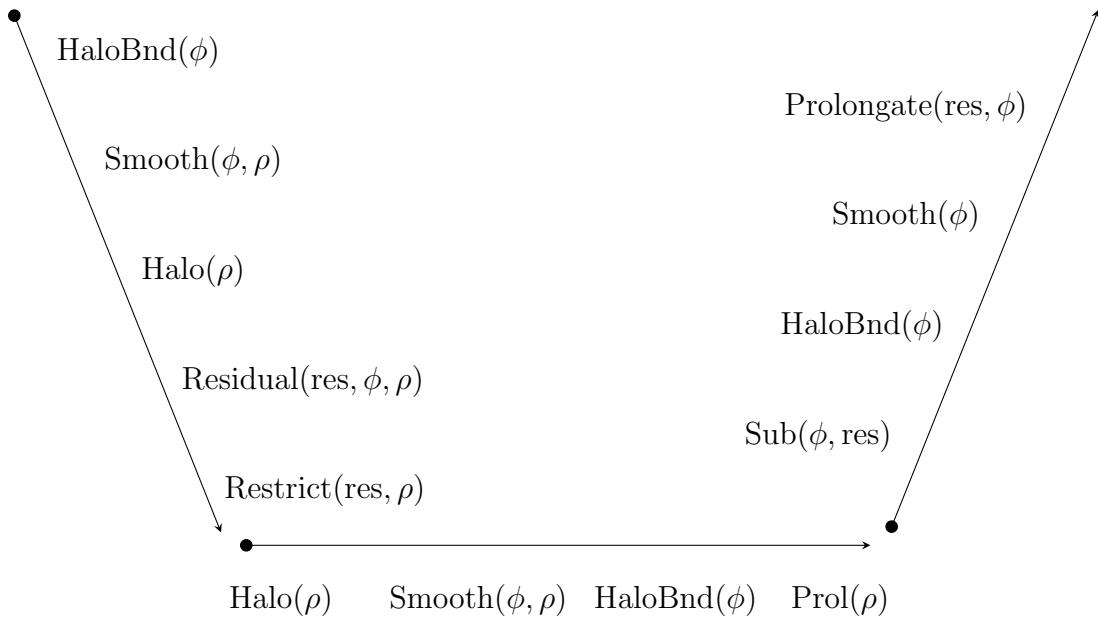 HaloBnd(ϕ)
Smooth(ϕ, ρ)
Halo(ρ)
Residual(res, ϕ, ρ)
Restrict(res, ρ)
Halo(ρ) Smooth(ϕ, ρ) HaloBnd(ϕ) Prol(ρ)
Sub(ϕ, res)
HaloBnd(ϕ)
Smooth(ϕ)
Prolongate(res, ϕ)